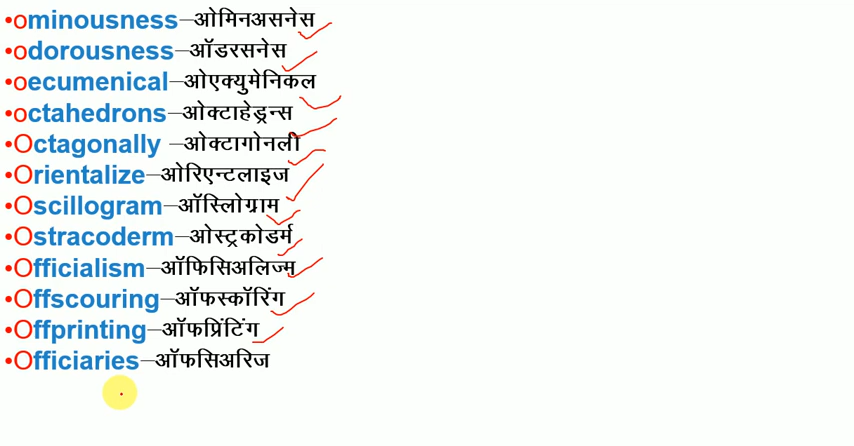 •ominousness–ओमिनअसनेस
•odorousness–ऑडरसनेस
•oecumenical–ओएक्युमेनिकल
•octahedrons–ओक्टाहेड्रन्स
•Octagonally –ओक्टागोनली
•Orientalize–ओरिएन्टलाइज
•Oscillogram–ऑस्लिोग्राम
•Ostracoderm–ओस्ट्रकोडर्म
•Officialism–ऑफिसिअलिज्म
•Offscouring–ऑफस्कॉरिंग
•Offprinting–ऑफप्रिंटिंग
•Officiaries–ऑफसिअरिज